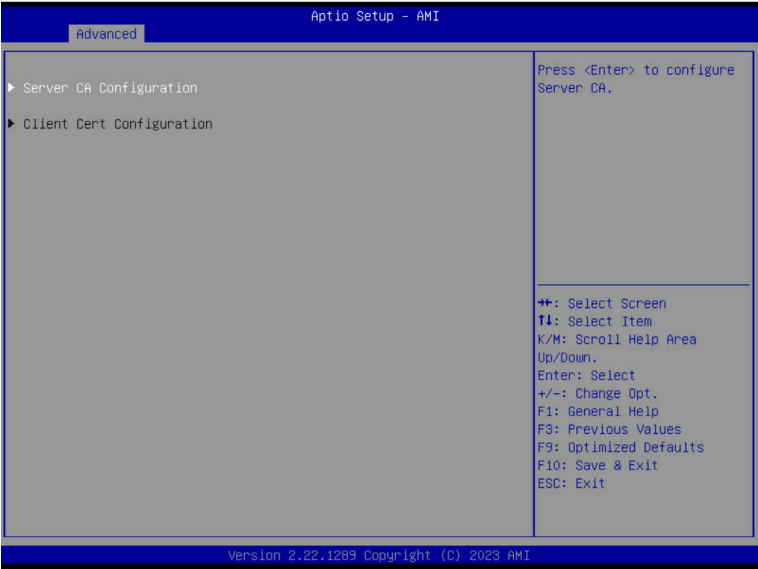 Aptio Setup – AMI
Advanced
Server CA Configuration
Client Cert Configuration
Press <Enter> to configure
Server CA.
→←: Select Screen
↑↓: Select Item
K/M: Scroll Help Area
Up/Down.
Enter: Select
+/-: Change Opt.
F1: General Help
F3: Previous Values
F9: Optimized Defaults
F10: Save & Exit
ESC: Exit
Version 2.22.1289 Copyright (C) 2023 AMI